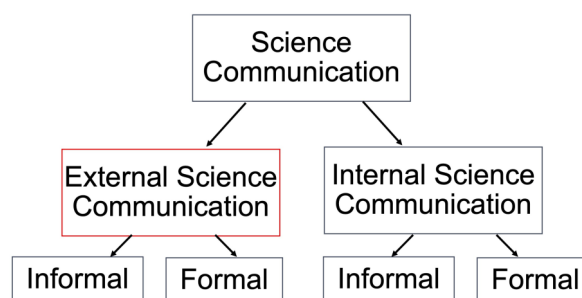 Science
Communication
External Science
Communication
Internal Science
Communication
Informal
Formal
Informal
Formal